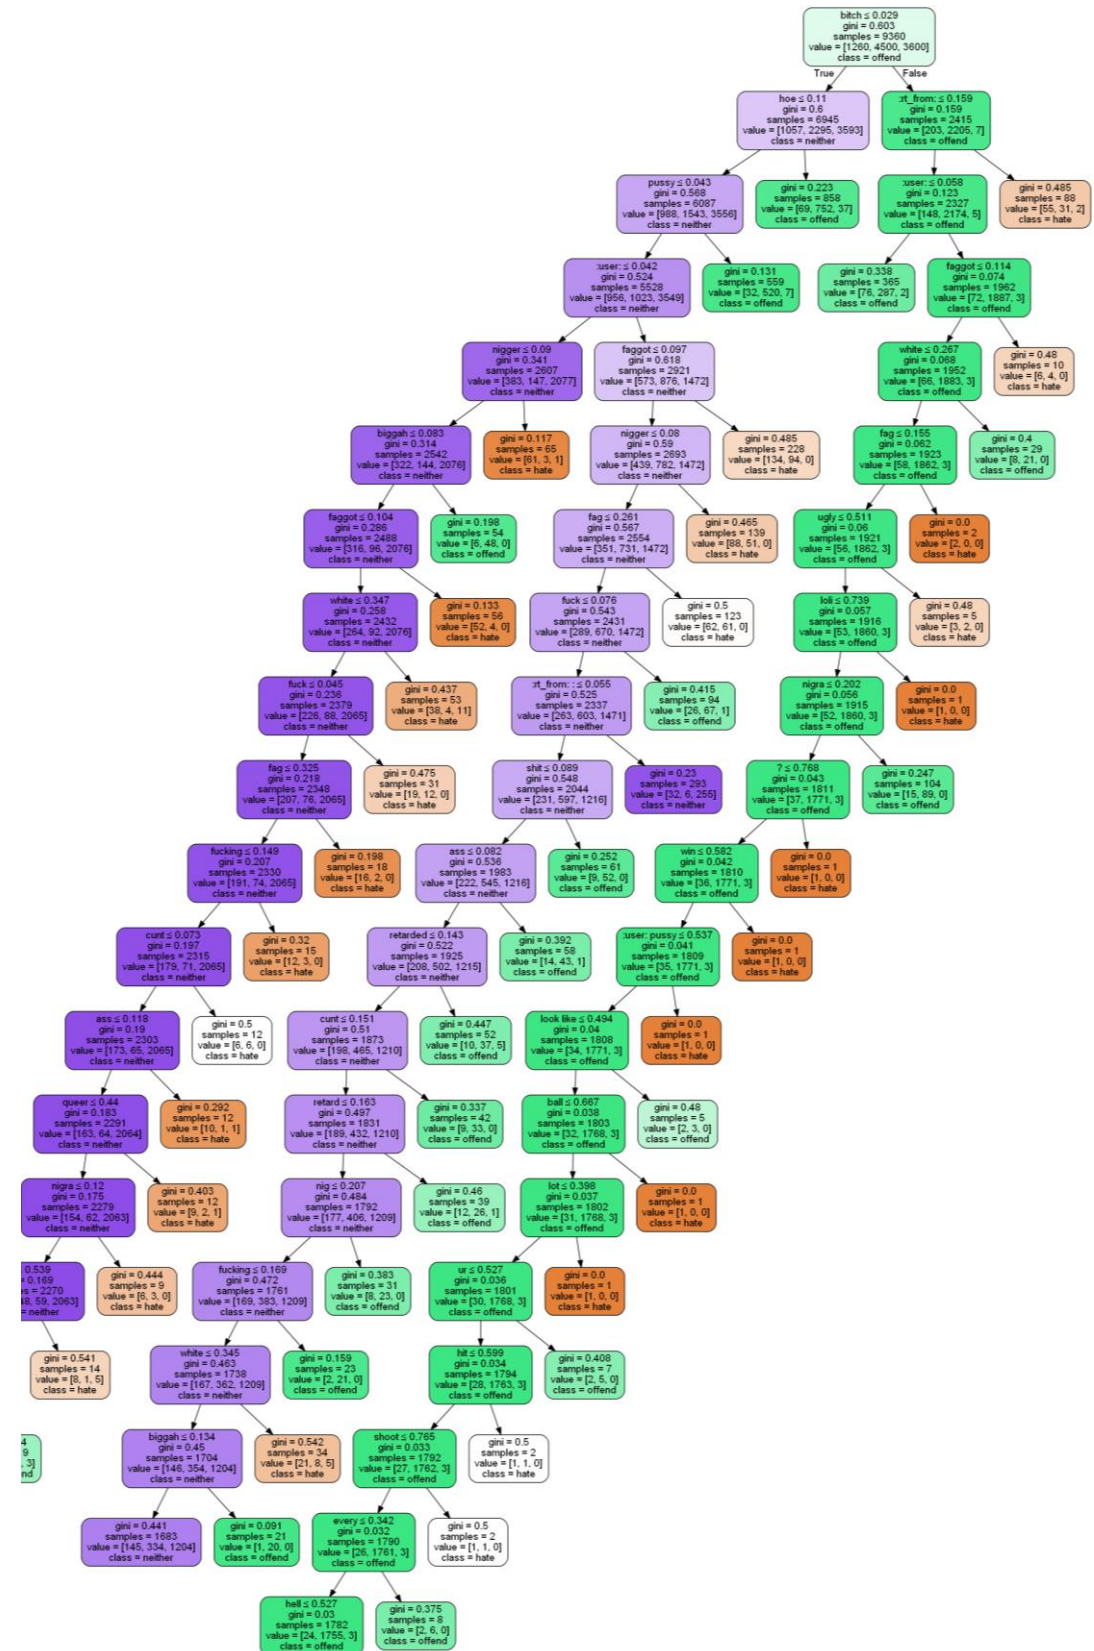 bitch ≤ 0.029
gini = 0.603
samples = 9360
value = [1260, 4500, 3600]
class = offend
True
False
hoe ≤ 0.11
gini = 0.6
samples = 6945
value = [1057, 2295, 3593]
class = neither
:rt_from: ≤ 0.159
gini = 0.159
samples = 2415
value = [203, 2205, 7]
class = offend
pussy ≤ 0.043
gini = 0.568
samples = 6087
value = [988, 1543, 3556]
class = neither
gini = 0.223
samples = 858
value = [69, 752, 37]
class = offend
:user: ≤ 0.058
gini = 0.123
samples = 2327
value = [148, 2174, 5]
class = offend
gini = 0.485
samples = 88
value = [55, 31, 2]
class = hate
:user: ≤ 0.042
gini = 0.524
samples = 5528
value = [956, 1023, 3549]
class = neither
gini = 0.131
samples = 559
value = [32, 520, 7]
class = offend
gini = 0.338
samples = 365
value = [76, 287, 2]
class = offend
faggot ≤ 0.114
gini = 0.074
samples = 1962
value = [72, 1887, 3]
class = offend
nigger ≤ 0.09
gini = 0.341
samples = 2607
value = [383, 147, 2077]
class = neither
faggot ≤ 0.097
gini = 0.618
samples = 2921
value = [573, 876, 1472]
class = neither
white ≤ 0.267
gini = 0.068
samples = 1952
value = [66, 1883, 3]
class = offend
gini = 0.48
samples = 10
value = [6, 4, 0]
class = hate
biggah ≤ 0.083
gini = 0.314
samples = 2542
value = [322, 144, 2076]
class = neither
gini = 0.117
samples = 65
value = [61, 3, 1]
class = hate
nigger ≤ 0.08
gini = 0.59
samples = 2693
value = [439, 782, 1472]
class = neither
gini = 0.485
samples = 228
value = [134, 94, 0]
class = hate
fag ≤ 0.155
gini = 0.062
samples = 1923
value = [58, 1862, 3]
class = offend
gini = 0.4
samples = 29
value = [8, 21, 0]
class = offend
faggot ≤ 0.104
gini = 0.286
samples = 2488
value = [316, 96, 2076]
class = neither
gini = 0.198
samples = 54
value = [6, 48, 0]
class = offend
fag ≤ 0.261
gini = 0.567
samples = 2554
value = [351, 731, 1472]
class = neither
gini = 0.465
samples = 139
value = [88, 51, 0]
class = hate
ugly ≤ 0.511
gini = 0.06
samples = 1921
value = [56, 1862, 3]
class = offend
gini = 0.0
samples = 2
value = [2, 0, 0]
class = hate
white ≤ 0.347
gini = 0.258
samples = 2432
value = [264, 92, 2076]
class = neither
gini = 0.133
samples = 56
value = [52, 4, 0]
class = hate
fuck ≤ 0.076
gini = 0.543
samples = 2431
value = [289, 670, 1472]
class = neither
gini = 0.5
samples = 123
value = [62, 61, 0]
class = hate
loli ≤ 0.739
gini = 0.057
samples = 1916
value = [53, 1860, 3]
class = offend
gini = 0.48
samples = 5
value = [3, 2, 0]
class = hate
fuck ≤ 0.045
gini = 0.236
samples = 2379
value = [226, 88, 2065]
class = neither
gini = 0.437
samples = 53
value = [38, 4, 11]
class = hate
:rt_from: : ≤ 0.055
gini = 0.525
samples = 2337
value = [263, 603, 1471]
class = neither
gini = 0.415
samples = 94
value = [26, 67, 1]
class = offend
nigra ≤ 0.202
gini = 0.056
samples = 1915
value = [52, 1860, 3]
class = offend
gini = 0.0
samples = 1
value = [1, 0, 0]
class = hate
fag ≤ 0.325
gini = 0.218
samples = 2348
value = [207, 76, 2065]
class = neither
gini = 0.475
samples = 31
value = [19, 12, 0]
class = hate
shit ≤ 0.089
gini = 0.548
samples = 2044
value = [231, 597, 1216]
class = neither
gini = 0.23
samples = 293
value = [32, 6, 255]
class = neither
? ≤ 0.768
gini = 0.043
samples = 1811
value = [37, 1771, 3]
class = offend
gini = 0.247
samples = 104
value = [15, 89, 0]
class = offend
fucking ≤ 0.149
gini = 0.207
samples = 2330
value = [191, 74, 2065]
class = neither
gini = 0.198
samples = 18
value = [16, 2, 0]
class = hate
ass ≤ 0.082
gini = 0.536
samples = 1983
value = [222, 545, 1216]
class = neither
gini = 0.252
samples = 61
value = [9, 52, 0]
class = offend
win ≤ 0.582
gini = 0.042
samples = 1810
value = [36, 1771, 3]
class = offend
gini = 0.0
samples = 1
value = [1, 0, 0]
class = hate
cunt ≤ 0.073
gini = 0.197
samples = 2315
value = [179, 71, 2065]
class = neither
gini = 0.32
samples = 15
value = [12, 3, 0]
class = hate
retarded ≤ 0.143
gini = 0.522
samples = 1925
value = [208, 502, 1215]
class = neither
gini = 0.392
samples = 58
value = [14, 43, 1]
class = offend
:user: pussy ≤ 0.537
gini = 0.041
samples = 1809
value = [35, 1771, 3]
class = offend
gini = 0.0
samples = 1
value = [1, 0, 0]
class = hate
ass ≤ 0.118
gini = 0.19
samples = 2303
value = [173, 65, 2065]
class = neither
gini = 0.5
samples = 12
value = [6, 6, 0]
class = hate
cunt ≤ 0.151
gini = 0.51
samples = 1873
value = [198, 465, 1210]
class = neither
gini = 0.447
samples = 52
value = [10, 37, 5]
class = offend
look like ≤ 0.494
gini = 0.04
samples = 1808
value = [34, 1771, 3]
class = offend
gini = 0.0
samples = 1
value = [1, 0, 0]
class = hate
queer ≤ 0.44
gini = 0.183
samples = 2291
value = [163, 64, 2064]
class = neither
gini = 0.292
samples = 12
value = [10, 1, 1]
class = hate
retard ≤ 0.163
gini = 0.497
samples = 1831
value = [189, 432, 1210]
class = neither
gini = 0.337
samples = 42
value = [9, 33, 0]
class = offend
ball ≤ 0.667
gini = 0.038
samples = 1803
value = [32, 1768, 3]
class = offend
gini = 0.48
samples = 5
value = [2, 3, 0]
class = offend
nigra ≤ 0.12
gini = 0.175
samples = 2279
value = [154, 62, 2063]
class = neither
gini = 0.403
samples = 12
value = [9, 2, 1]
class = hate
nig ≤ 0.207
gini = 0.484
samples = 1792
value = [177, 406, 1209]
class = neither
gini = 0.46
samples = 39
value = [12, 26, 1]
class = offend
lot ≤ 0.398
gini = 0.037
samples = 1802
value = [31, 1768, 3]
class = offend
gini = 0.0
samples = 1
value = [1, 0, 0]
class = hate
0.539
0.169
= 2270
59, 2063]
neither
gini = 0.444
samples = 9
value = [6, 3, 0]
class = hate
fucking ≤ 0.169
gini = 0.472
samples = 1761
value = [169, 383, 1209]
class = neither
gini = 0.383
samples = 31
value = [8, 23, 0]
class = offend
ur ≤ 0.527
gini = 0.036
samples = 1801
value = [30, 1768, 3]
class = offend
gini = 0.0
samples = 1
value = [1, 0, 0]
class = hate
gini = 0.541
samples = 14
value = [8, 1, 5]
class = hate
white ≤ 0.345
gini = 0.463
samples = 1738
value = [167, 362, 1209]
class = neither
gini = 0.159
samples = 23
value = [2, 21, 0]
class = offend
hit ≤ 0.599
gini = 0.034
samples = 1794
value = [28, 1763, 3]
class = offend
gini = 0.408
samples = 7
value = [2, 5, 0]
class = offend
4
9
, 3]
nd
biggah ≤ 0.134
gini = 0.45
samples = 1704
value = [146, 354, 1204]
class = neither
gini = 0.542
samples = 34
value = [21, 8, 5]
class = hate
shoot ≤ 0.765
gini = 0.033
samples = 1792
value = [27, 1762, 3]
class = offend
gini = 0.5
samples = 2
value = [1, 1, 0]
class = hate
gini = 0.441
samples = 1683
value = [145, 334, 1204]
class = neither
gini = 0.091
samples = 21
value = [1, 20, 0]
class = offend
every ≤ 0.342
gini = 0.032
samples = 1790
value = [26, 1761, 3]
class = offend
gini = 0.5
samples = 2
value = [1, 1, 0]
class = hate
hell ≤ 0.527
gini = 0.03
samples = 1782
value = [24, 1755, 3]
class = offend
gini = 0.375
samples = 8
value = [2, 6, 0]
class = offend